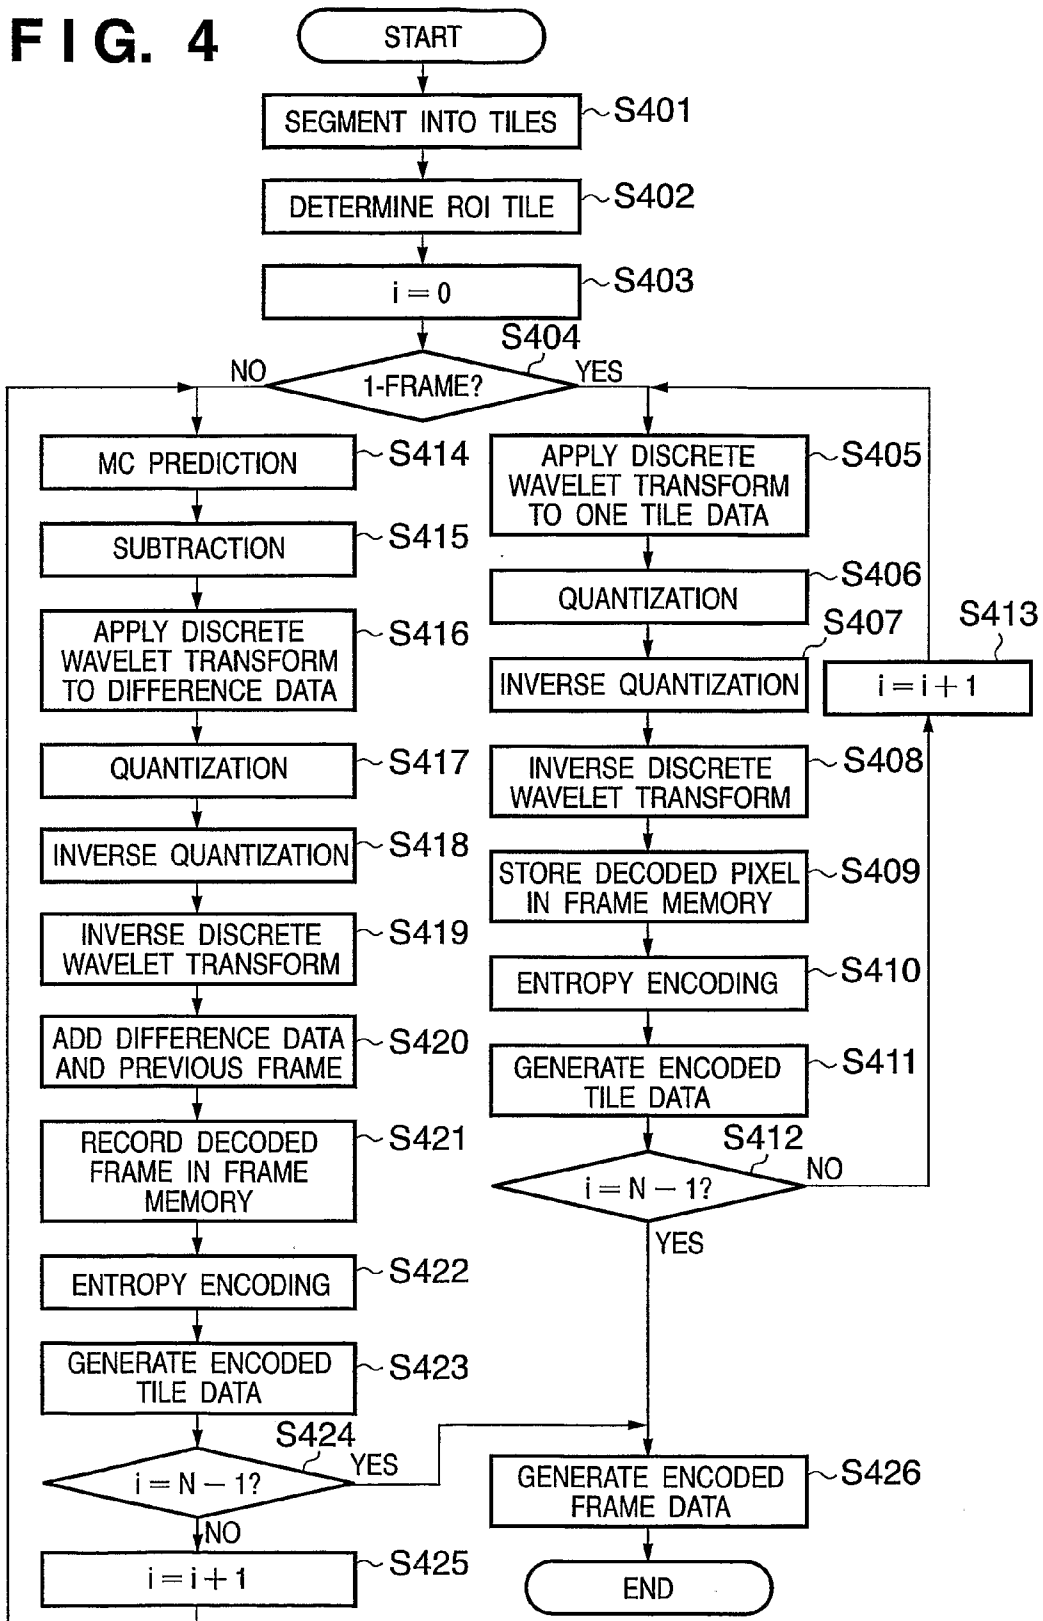 FIG. 4
START
SEGMENT INTO TILES
S401
DETERMINE ROI TILE
S402
i = 0
S403
S404
NO
1-FRAME?
YES
MC PREDICTION
S414
SUBTRACTION
S415
APPLY DISCRETE
WAVELET TRANSFORM
TO DIFFERENCE DATA
S416
QUANTIZATION
S417
INVERSE QUANTIZATION
S418
INVERSE DISCRETE
WAVELET TRANSFORM
S419
ADD DIFFERENCE DATA
AND PREVIOUS FRAME
S420
RECORD DECODED
FRAME IN FRAME
MEMORY
S421
ENTROPY ENCODING
S422
GENERATE ENCODED
TILE DATA
S423
S424
i = N - 1?
YES
NO
i = i + 1
S425
APPLY DISCRETE
WAVELET TRANSFORM
TO ONE TILE DATA
S405
QUANTIZATION
S406
S407
INVERSE QUANTIZATION
INVERSE DISCRETE
WAVELET TRANSFORM
S408
STORE DECODED PIXEL
IN FRAME MEMORY
S409
ENTROPY ENCODING
S410
GENERATE ENCODED
TILE DATA
S411
S412
i = N - 1?
NO
YES
S413
i = i + 1
GENERATE ENCODED
FRAME DATA
S426
END